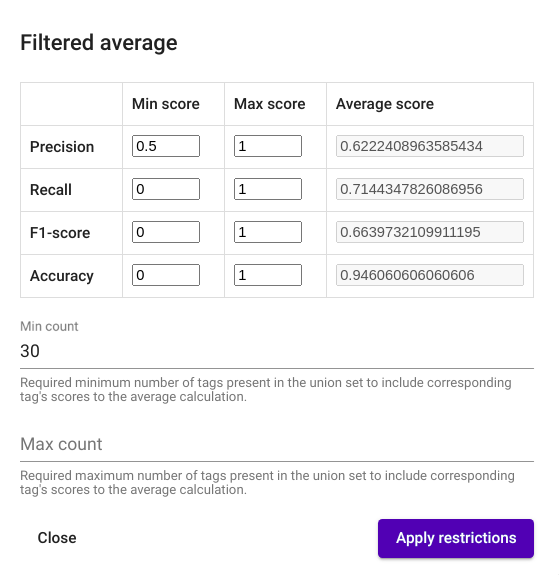 Filtered average
Min score Max score Average score
Precision 0.5 1 0.6222408963585434
Recall 0 1 0.7144347826086956
F1-score 0 1 0.6639732109911195
Accuracy 0 1 0.946060606060606
Min count
30
Required minimum number of tags present in the union set to include corresponding
tag's scores to the average calculation.
Max count
Required maximum number of tags present in the union set to include corresponding
tag's scores to the average calculation.
Close Apply restrictions